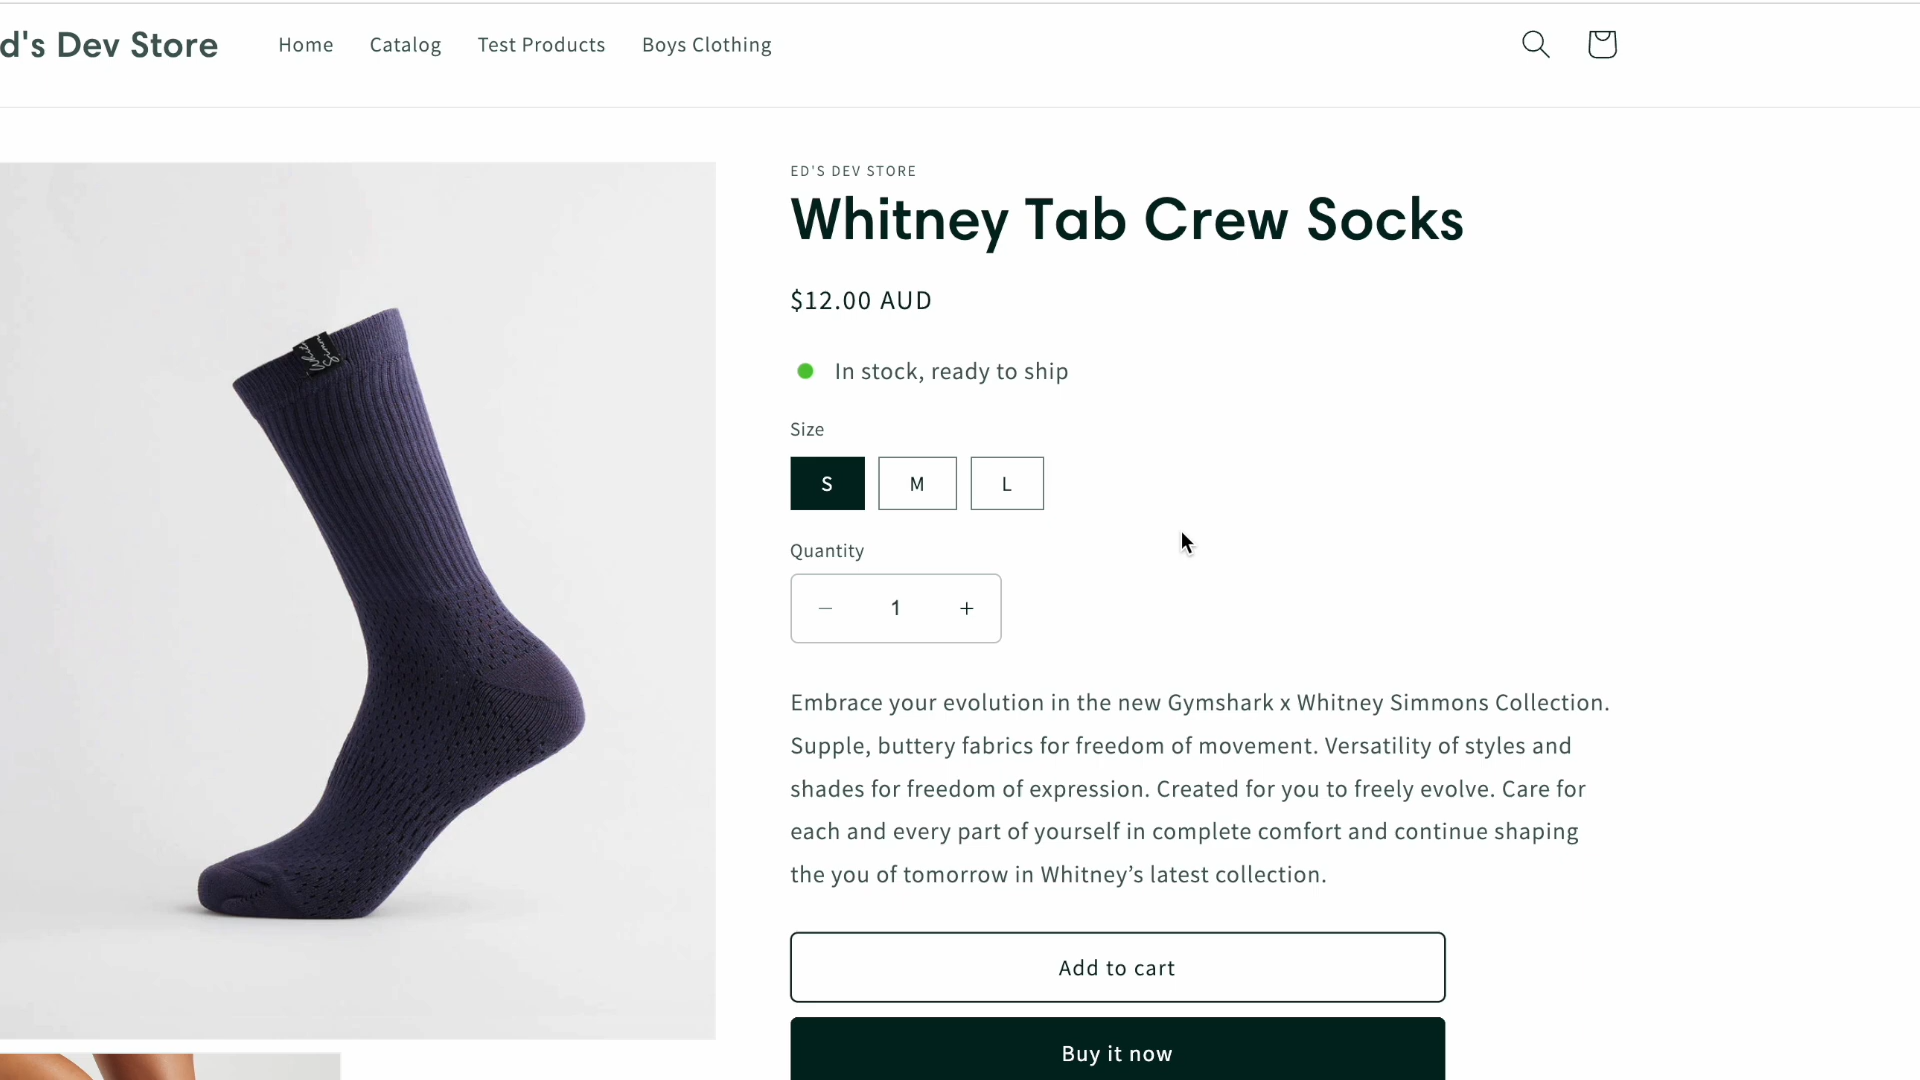 d's Dev Store Home Catalog Test Products Boys Clothing
ED'S DEV STORE
Whitney Tab Crew Socks
$12.00 AUD
In stock, ready to ship
Size
S M L
Quantity
− 1 +
Embrace your evolution in the new Gymshark x Whitney Simmons Collection.
Supple, buttery fabrics for freedom of movement. Versatility of styles and
shades for freedom of expression. Created for you to freely evolve. Care for
each and every part of yourself in complete comfort and continue shaping
the you of tomorrow in Whitney’s latest collection.
Add to cart
Buy it now